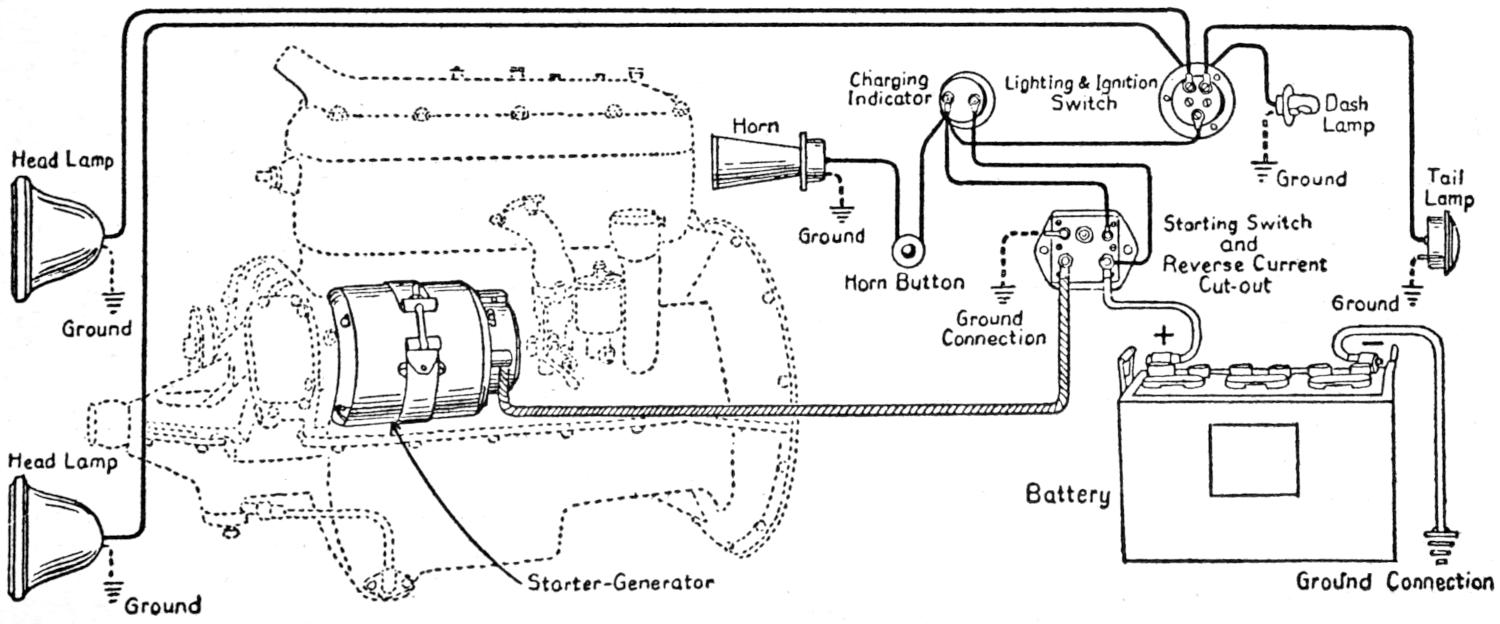 Charging
Indicator
Lighting & Ignition
Switch
Dash
Lamp
Ground
Horn
Ground
Horn Button
Head Lamp
Ground
Tail
Lamp
Ground
Starting Switch
and
Reverse Current
Cut-out
Ground
Connection
+
−
Head Lamp
Ground
Battery
Starter-Generator
Ground Connection